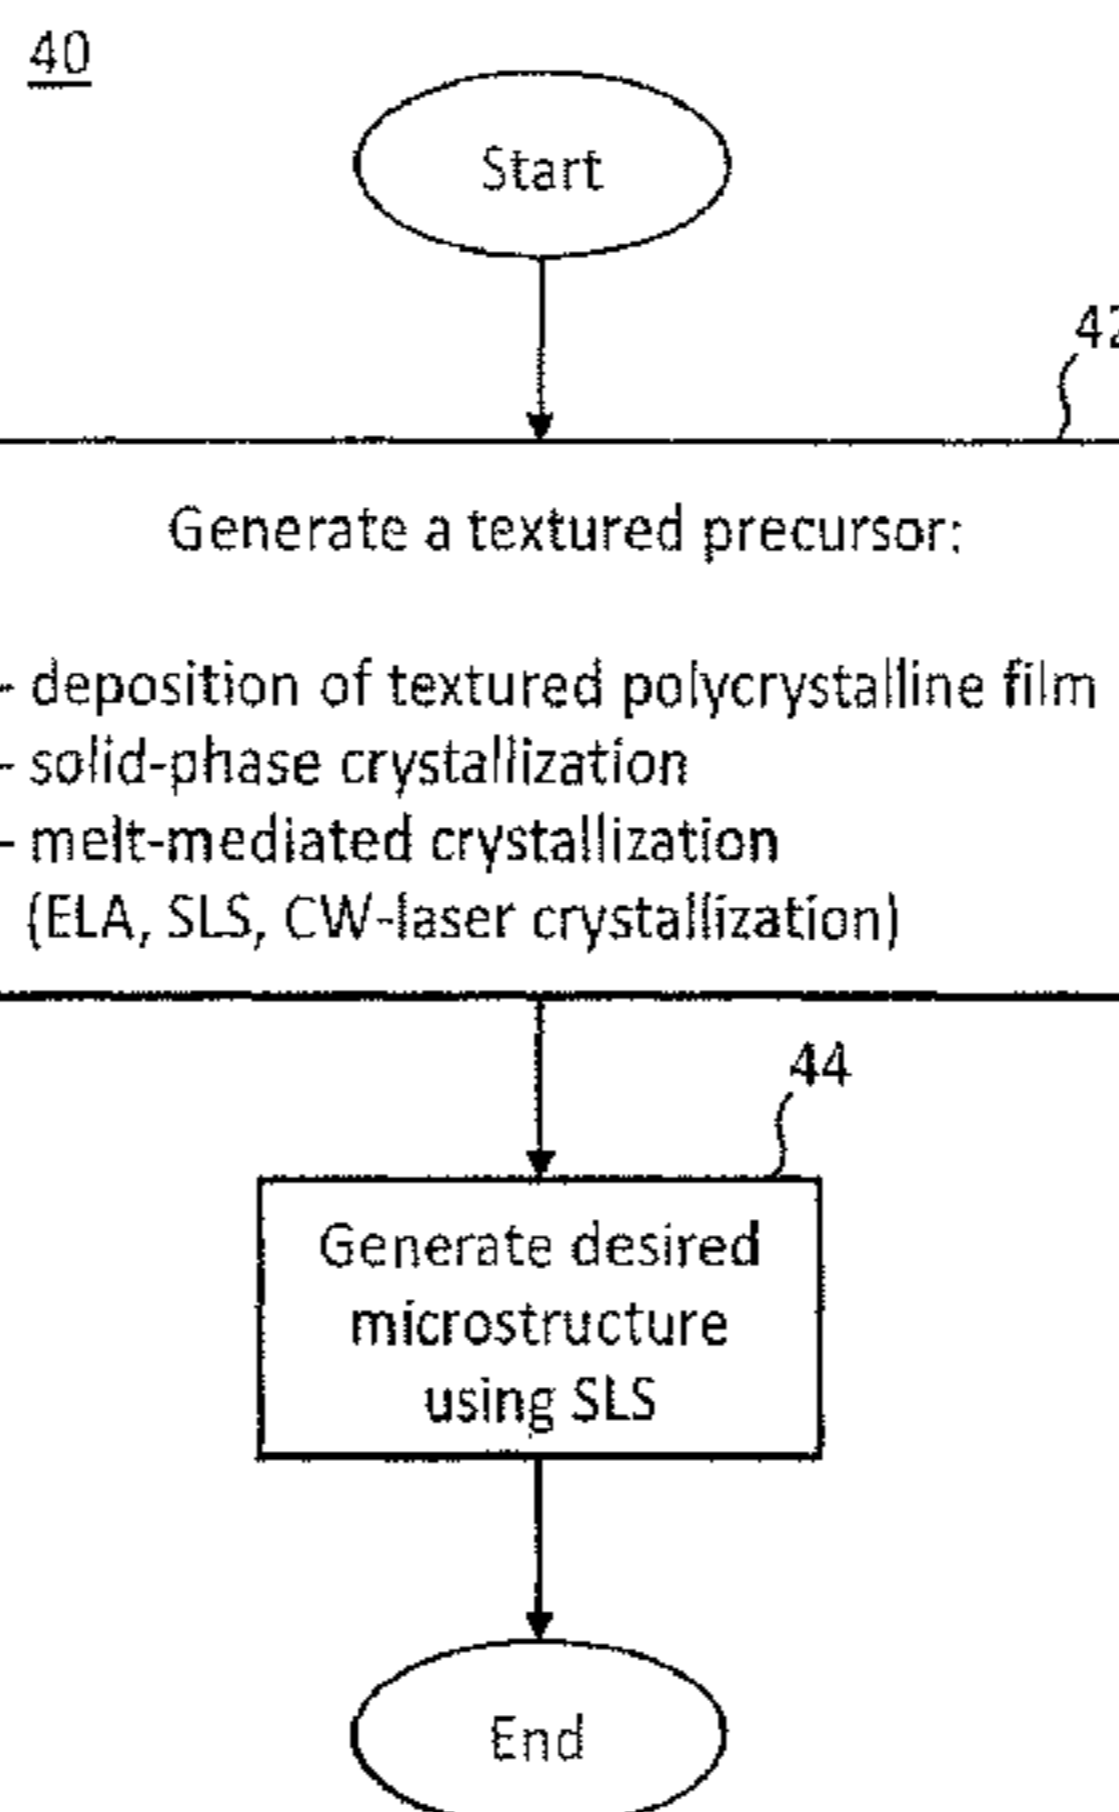 40
Start
42
Generate a textured precursor:
- deposition of textured polycrystalline film
- solid-phase crystallization
- melt-mediated crystallization
(ELA, SLS, CW-laser crystallization)
44
Generate desired
microstructure
using SLS
End